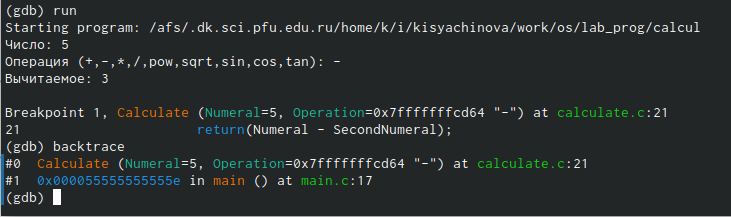 (gdb) run
Starting program: /afs/.dk.sci.pfu.edu.ru/home/k/i/kisyachinova/work/os/lab_prog/calcul
Число: 5
Операция (+,-,*,/,pow,sqrt,sin,cos,tan): -
Вычитаемое: 3
Breakpoint 1, Calculate (Numeral=5, Operation=0x7fffffffcd64 "-") at calculate.c:21
21 return(Numeral - SecondNumeral);
(gdb) backtrace
#0 Calculate (Numeral=5, Operation=0x7fffffffcd64 "-") at calculate.c:21
#1 0x000055555555555e in main () at main.c:17
(gdb)